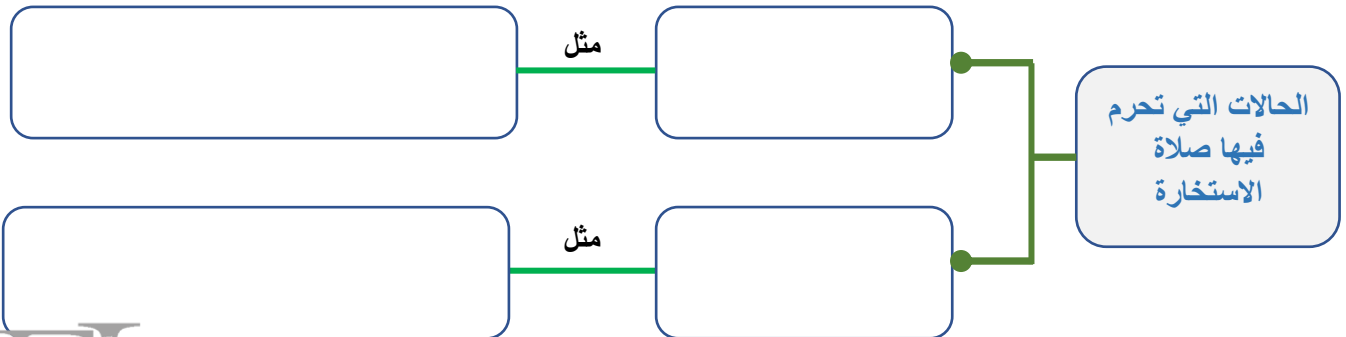 الحالات التي تحرم
فيها صلاة
الاستخارة
مثل
مثل